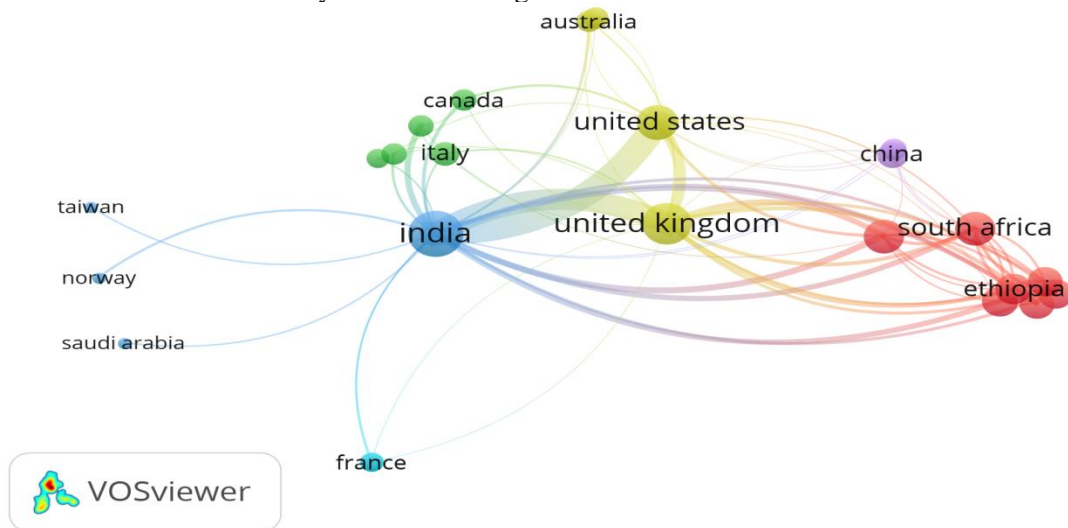 australia
canada
united states
italy
china
taiwan
india
united kingdom
south africa
norway
ethiopia
saudi arabia
france
VOSviewer